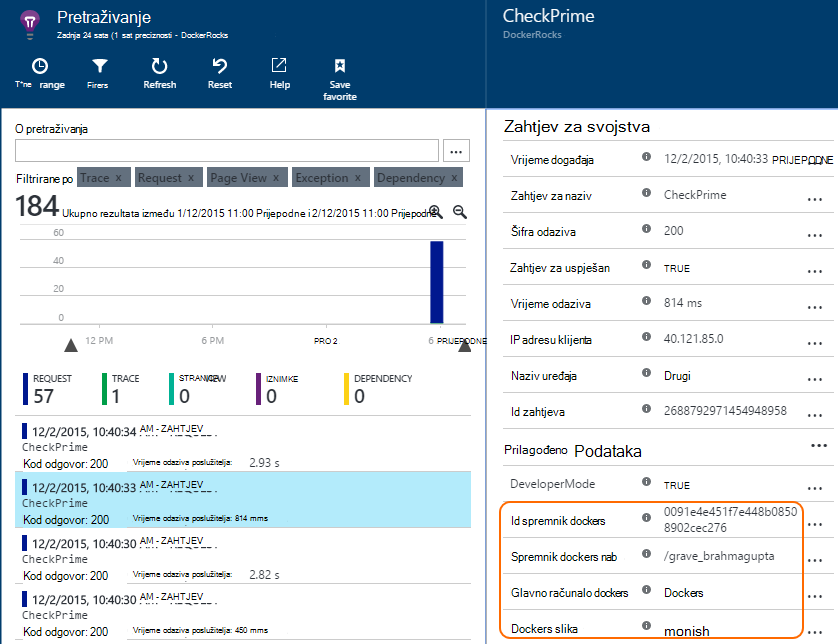 Pretraživanje
Zadnja 24 sata (1 sat preciznosti - DockerRocks
T*ne range
Firers
Refresh
Reset
Help
Save
favorite
O pretraživanja
...
Filtrirane po Trace x Request x Page View x Exception x Dependency x
184 Ukupno rezultata između 1/12/2015 11:00 Prijepodne i 2/12/2015 11:00 Prijepodne
60
40
20
0
12 PM
6 PM
PRO 2
6 PRIJEPODNE
REQUEST
57
TRACE
1
0
IZNIMKE
0
DEPENDENCY
0
12/2/2015, 10:40:34 AM - ZAHTJEV
CheckPrime
Kod odgovor: 200 Vrijeme odaziva poslužitelja: 2.93 s
12/2/2015, 10:40:33 AM - ZAHTJEV
CheckPrime
Kod odgovor: 200 Vrijeme odaziva poslužitelja: 814 mms
12/2/2015, 10:40:30 AM - ZAHTJEV
CheckPrime
Kod odgovor: 200 Vrijeme odaziva poslužitelja: 2.82 s
12/2/2015, 10:40:30 AM - ZAHTJEV
CheckPrime
Kod odgovor: 200 Vrijeme odaziva poslužitelja: 450 mms
CheckPrime
DockerRocks
Zahtjev za svojstva
Vrijeme događaja 12/2/2015, 10:40:33 PRIJEPODNE
Zahtjev za naziv CheckPrime ...
Šifra odaziva 200 ...
Zahtjev za uspješan TRUE ...
Vrijeme odaziva 814 ms ...
IP adresu klijenta 40.121.85.0 ...
Naziv uređaja Drugi ...
Id zahtjeva 2688792971454948958 ...
Prilagođeno Podataka ...
DeveloperMode TRUE ...
Id spremnik dockers 0091e4e451f7e448b0850
8902cec276 ...
Spremnik dockers nab /grave_brahmagupta ...
Glavno računalo dockers Dockers ...
Dockers slika monish ...